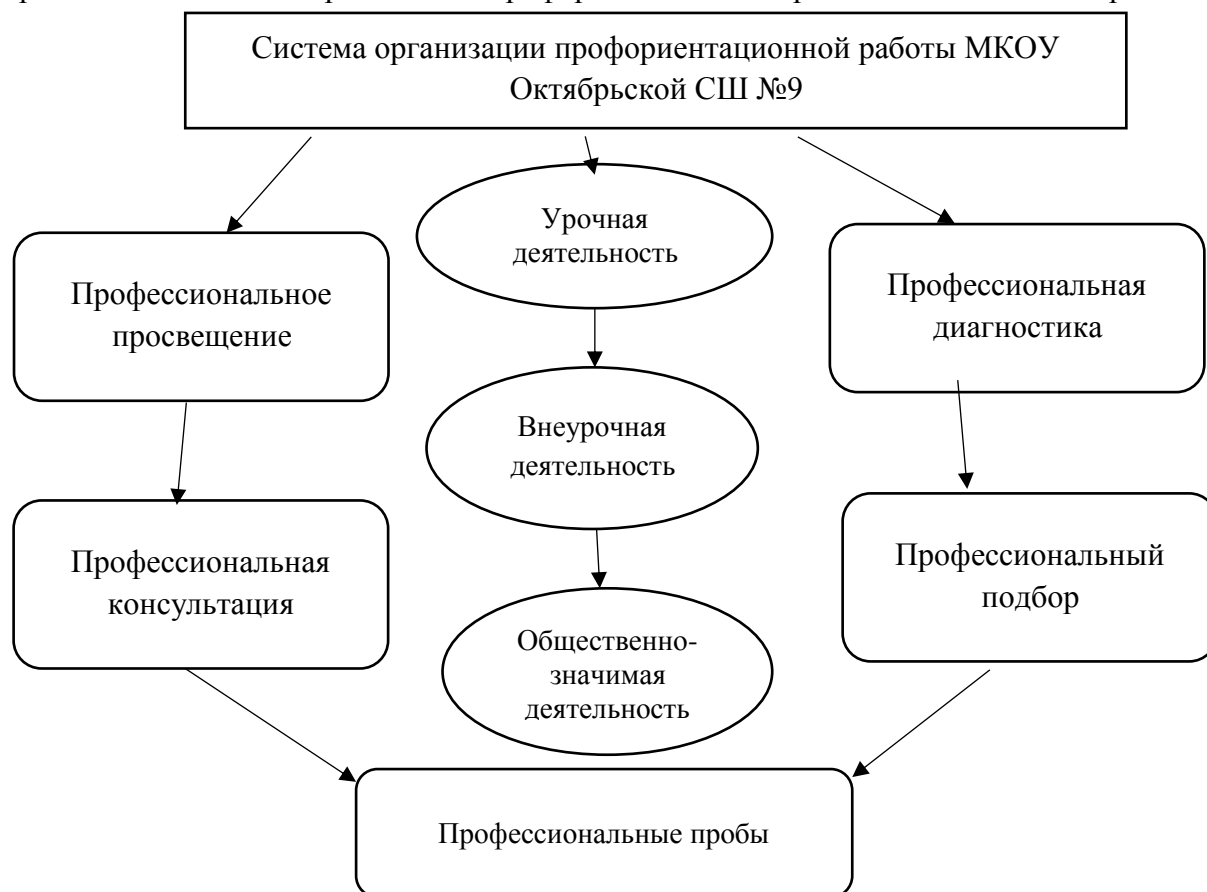 Система организации профориентационной работы МКОУ
Октябрьской СШ №9
Урочная
деятельность
Профессиональное
просвещение
Профессиональная
диагностика
Внеурочная
деятельность
Профессиональная
консультация
Профессиональный
подбор
Общественно-
значимая
деятельность
Профессиональные пробы